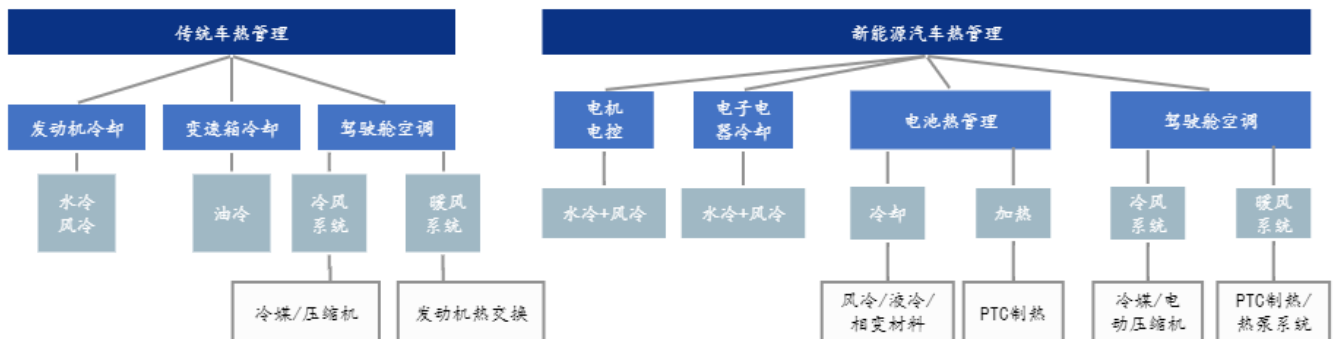 传统车热管理
新能源汽车热管理
发动机冷却
变速箱冷却
驾驶舱空调
电机
电控
电子电
器冷却
电池热管理
驾驶舱空调
水冷
风冷
油冷
冷风
系统
暖风
系统
水冷+风冷
水冷+风冷
冷却
加热
冷风
系统
暖风
系统
冷媒/压缩机
发动机热交换
风冷/液冷/
相变材料
PTC制热
冷媒/电
动压缩机
PTC制热/
热泵系统